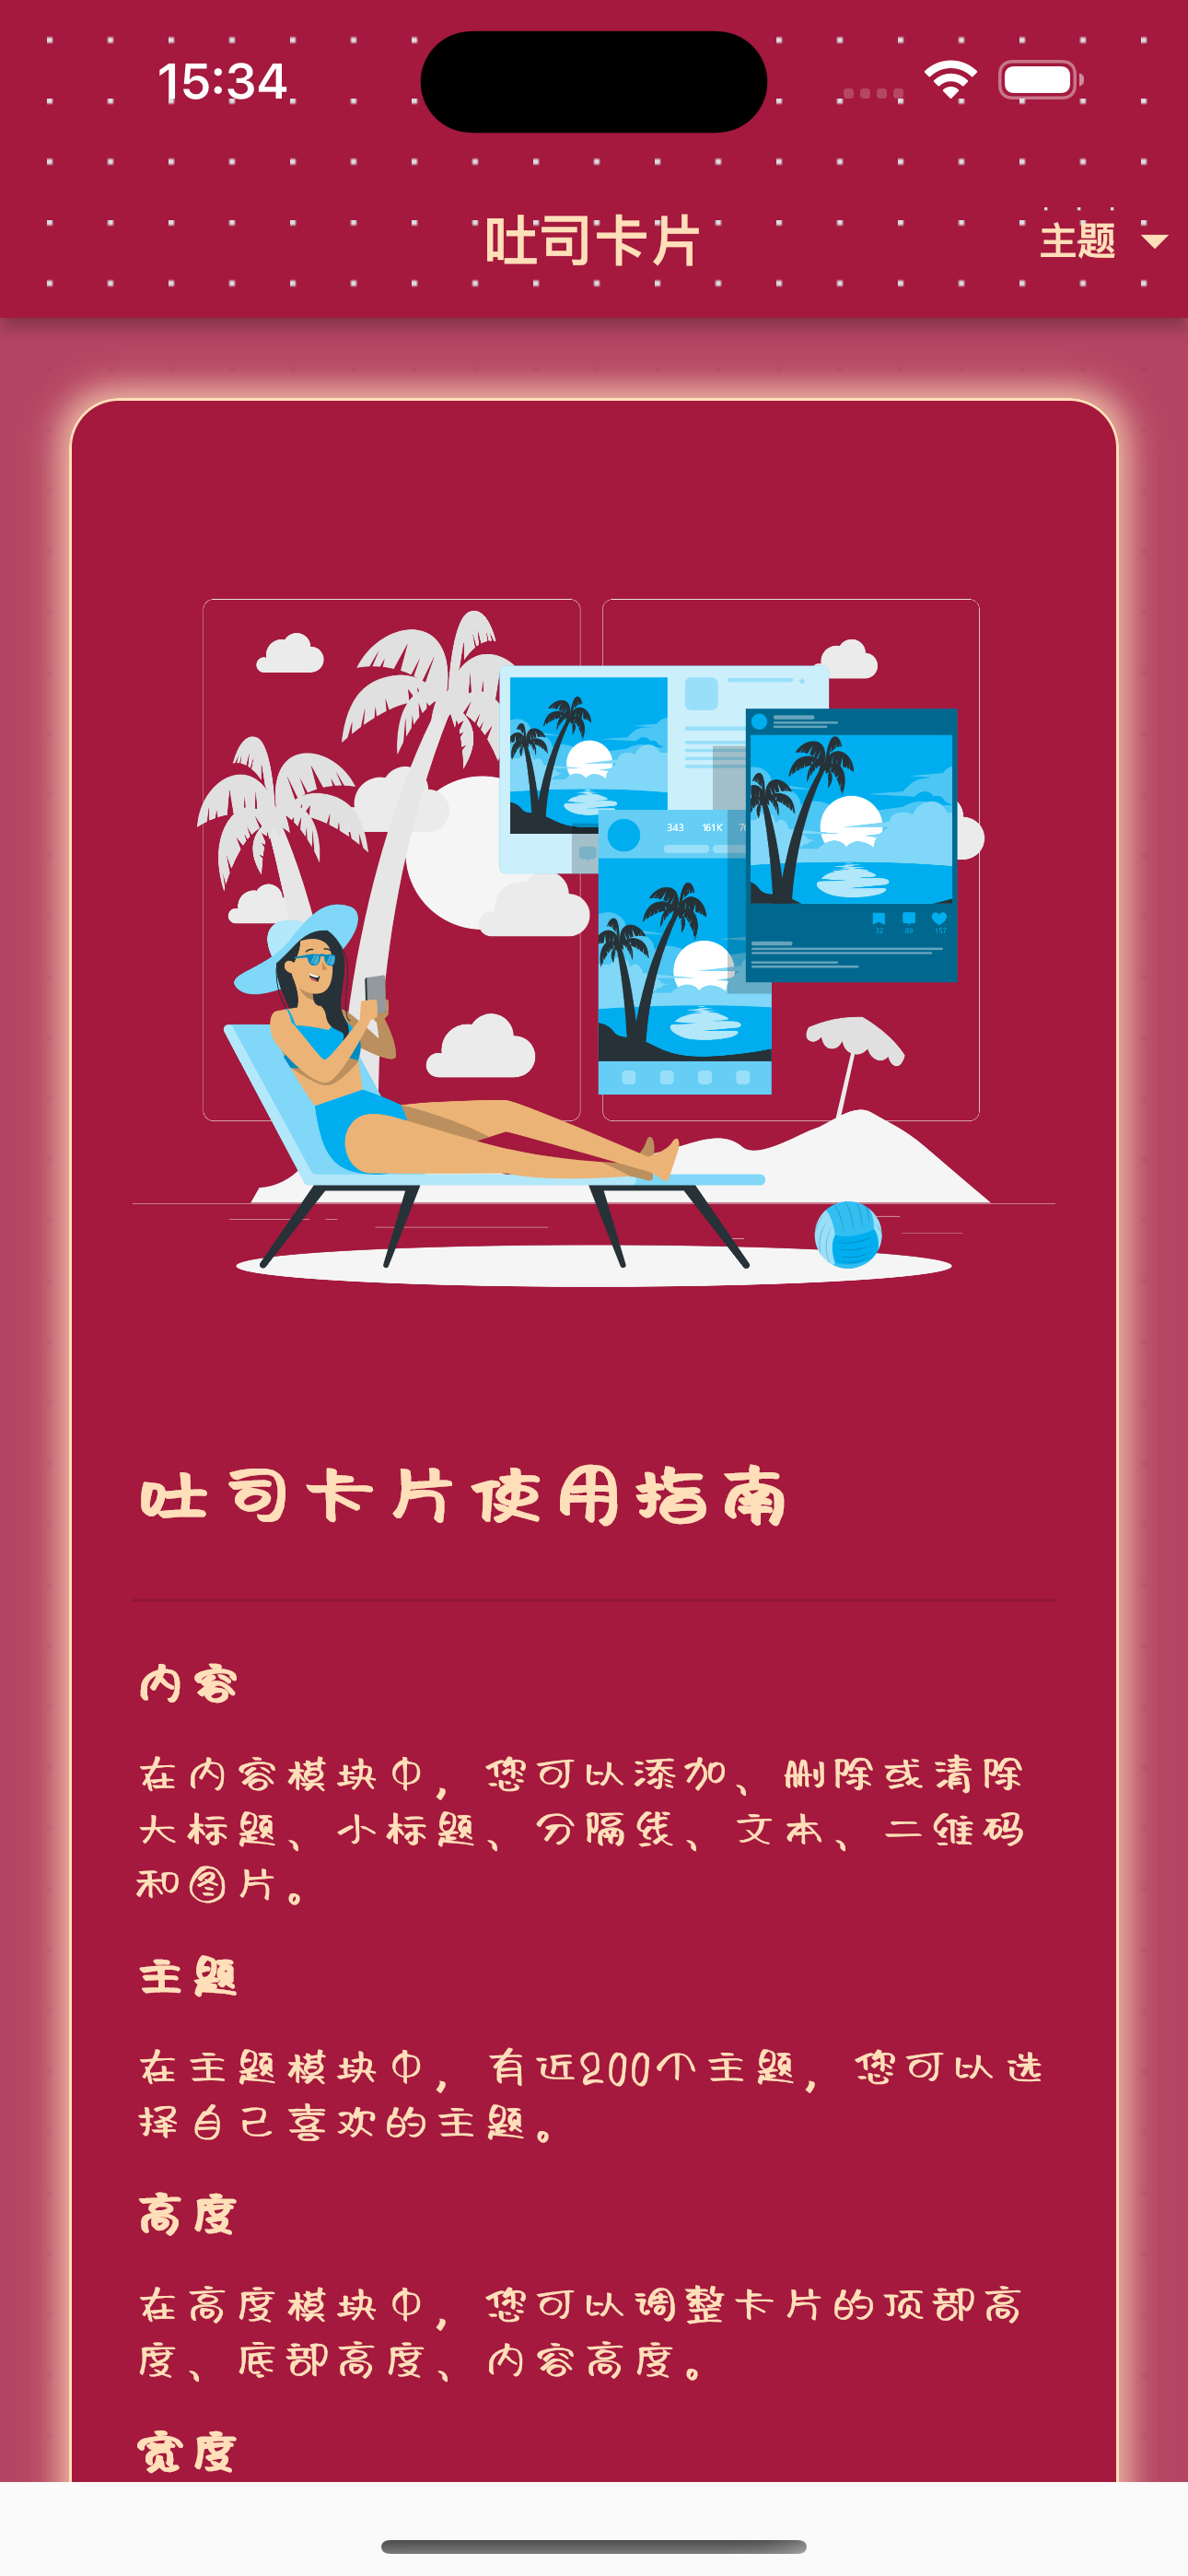 15:34
吐司卡片
主题
343 161K
32 89 157
吐司卡片使用指南
内容
在内容模块中，您可以添加、删除或清除
大标题、小标题、分隔线、文本、二维码
和图片。
主题
在主题模块中，有近200个主题，您可以选
择自己喜欢的主题。
高度
在高度模块中，您可以调整卡片的顶部高
度、底部高度、内容高度。
宽度